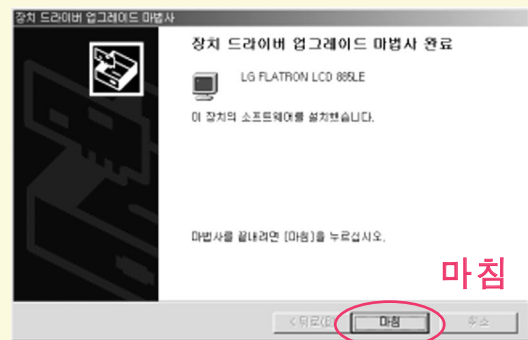 장치 드라이버 업그레이드 마법사
장치 드라이버 업그레이드 마법사 완료
LG FLATRON LCD 885LE
이 장치의 소프트웨어를 설치했습니다.
마법사를 끝내려면 [마침]을 누르십시오.
마침
< 뒤로(B) 마침 취소